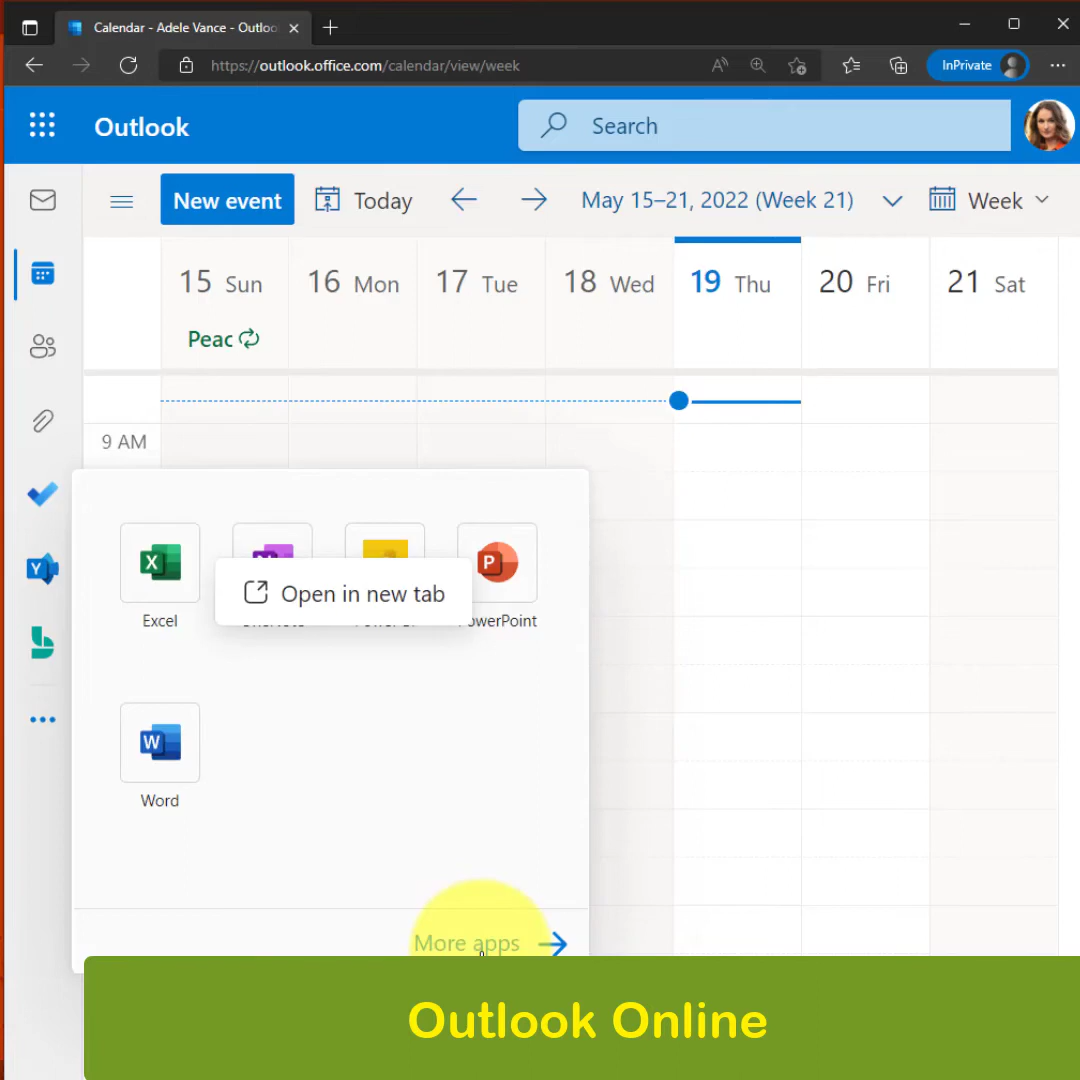 Calendar - Adele Vance - Outloo
https://outlook.office.com/calendar/view/week
InPrivate
Outlook
Search
New event
Today
May 15–21, 2022 (Week 21)
Week
15 Sun
16 Mon
17 Tue
18 Wed
19 Thu
20 Fri
21 Sat
Peac
9 AM
Open in new tab
Excel
owerPoint
Word
More apps
Outlook Online